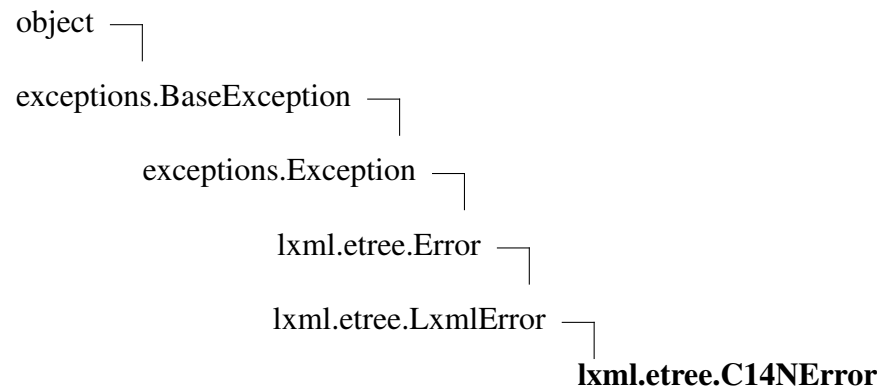 object
exceptions.BaseException
exceptions.Exception
lxml.etree.Error
lxml.etree.LxmlError
lxml.etree.C14NError